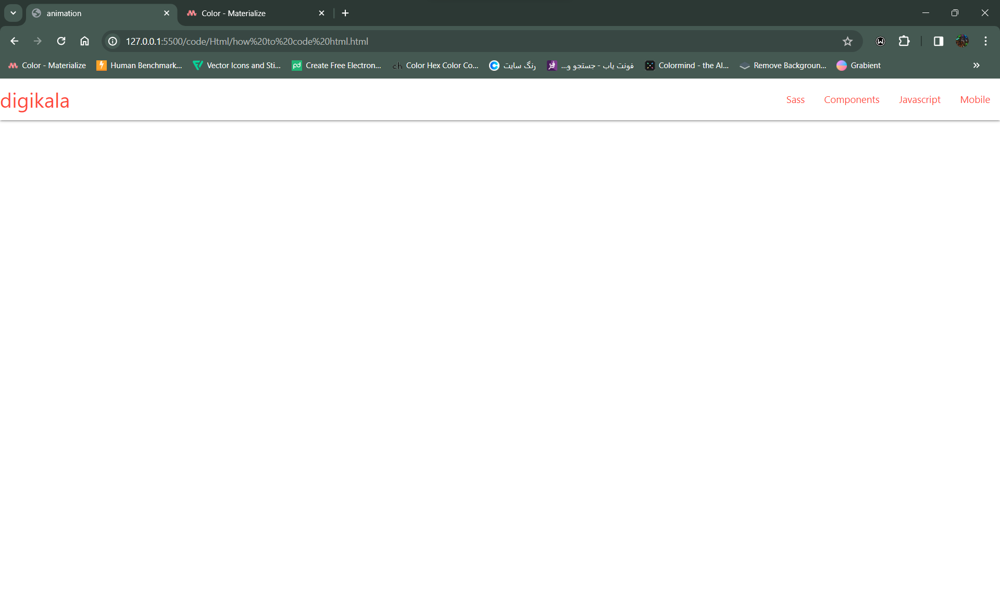 animation
Color - Materialize
127.0.0.1:5500/code/Html/how%20to%20code%20html.html
Color - Materialize
Human Benchmark...
Vector Icons and Sti...
Create Free Electron...
Color Hex Color Co...
رنگ سایت
فونت یاب - جستجو و...
Colormind - the AI...
Remove Backgroun...
Grabient
digikala
Sass
Components
Javascript
Mobile